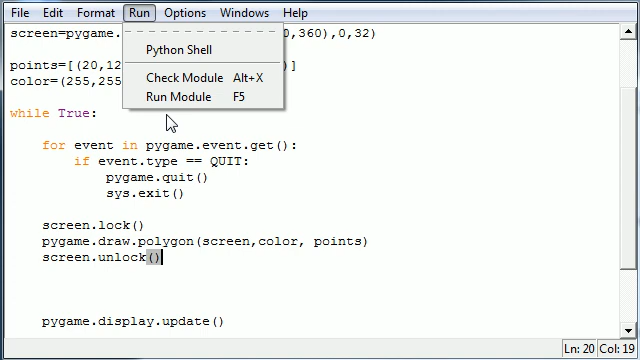 File Edit Format Run Options Windows Help
screen=pygame. 0,360),0,32)
Python Shell
points=[(20,12 )]
Check Module Alt+X
color=(255,255
Run Module F5
while True:
for event in pygame.event.get():
if event.type == QUIT:
pygame.quit()
sys.exit()
screen.lock()
pygame.draw.polygon(screen,color, points)
screen.unlock()
pygame.display.update()
Ln: 20 Col: 19